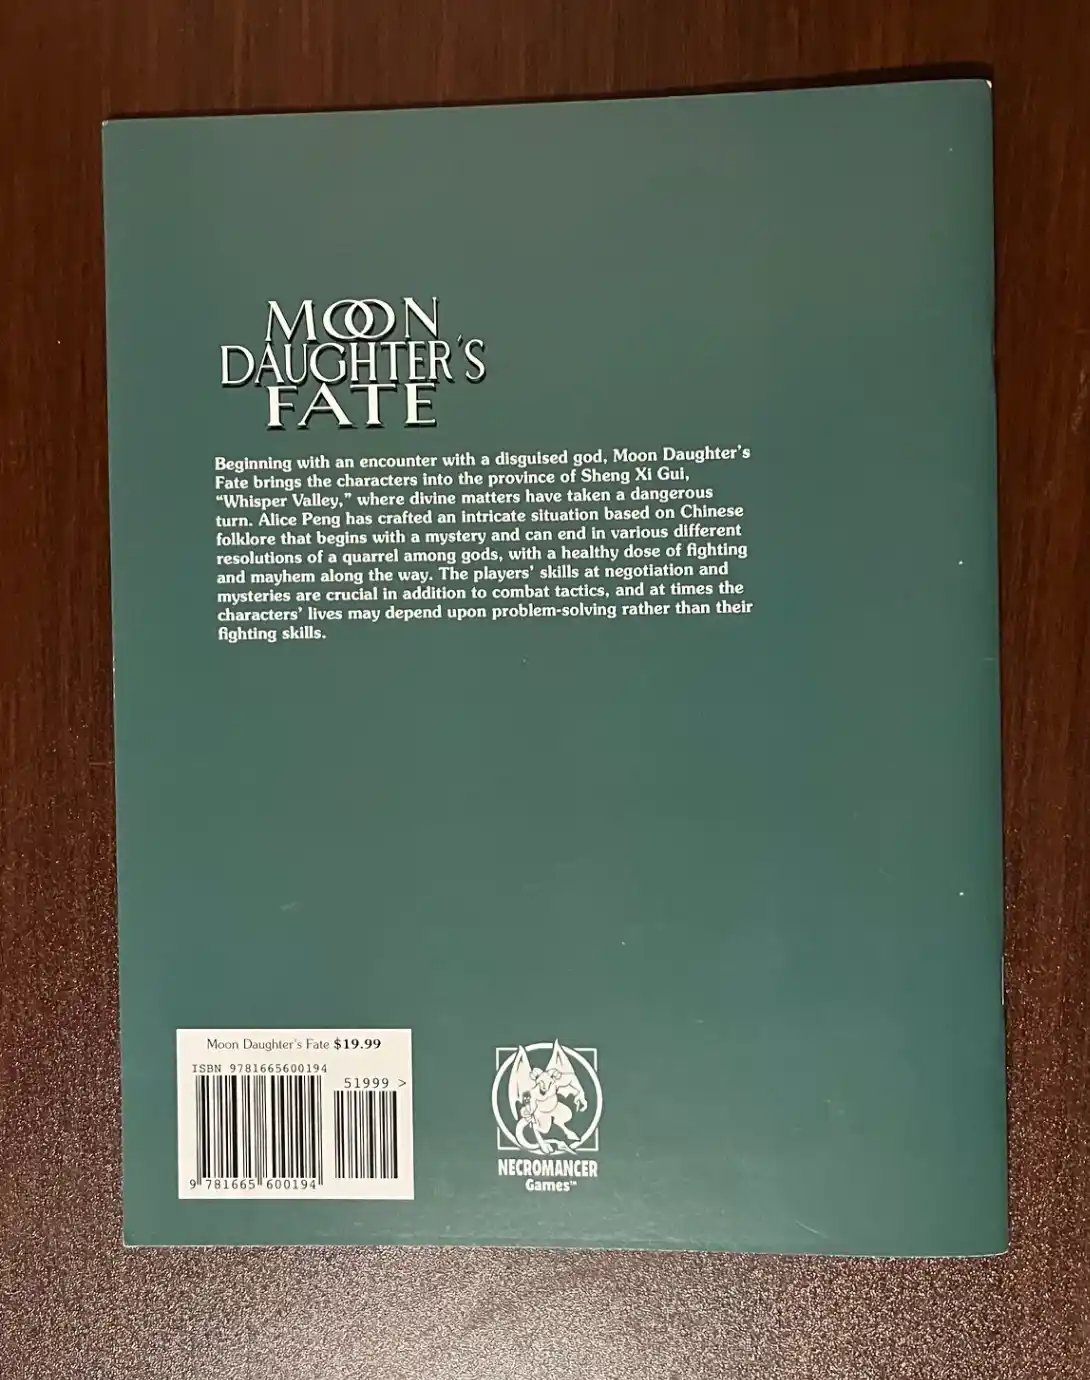 MOON
DAUGHTER'S
FATE
Beginning with an encounter with a disguised god, Moon Daughter's
Fate brings the characters into the province of Sheng Xi Gui,
"Whisper Valley," where divine matters have taken a dangerous
turn. Alice Peng has crafted an intricate situation based on Chinese
folklore that begins with a mystery and can end in various different
resolutions of a quarrel among gods, with a healthy dose of fighting
and mayhem along the way. The players' skills at negotiation and
mysteries are crucial in addition to combat tactics, and at times the
characters' lives may depend upon problem-solving rather than their
fighting skills.
Moon Daughter's Fate $19.99
ISBN 9781665600194
51999 >
9 781665 600194
NECROMANCER
Games™